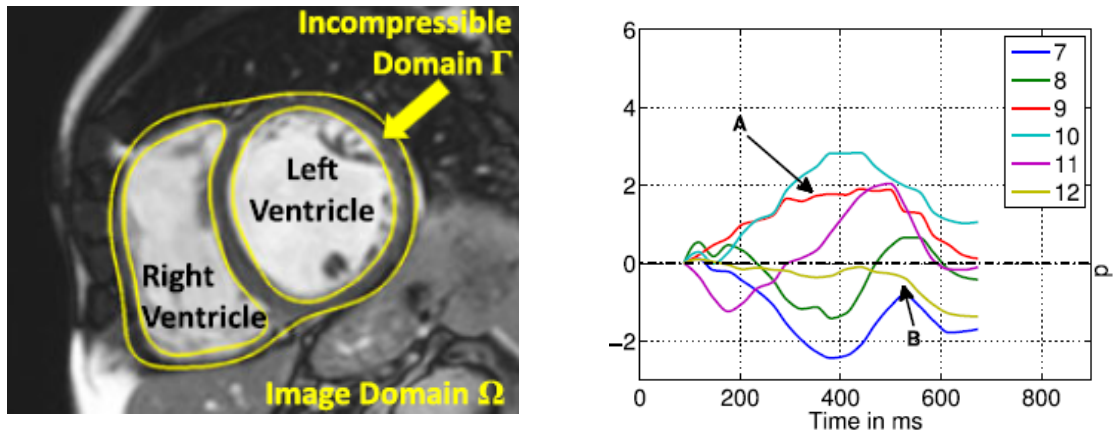 Incompressible
Domain Γ
Left
Ventricle
Right
Ventricle
Image Domain Ω
6
4
2
0
−2
A
B
7
8
9
10
11
12
0
200
400
600
800
Time in ms
d